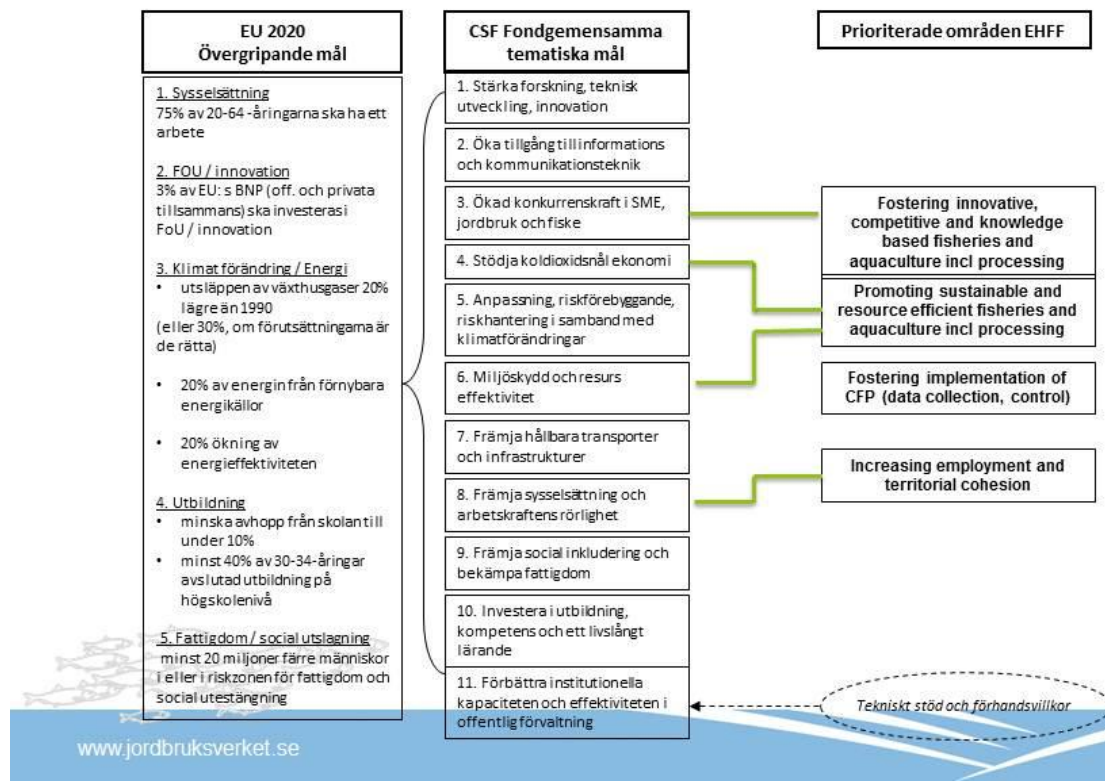 EU 2020
Övergripande mål
1. Sysselsättning
75% av 20-64 -åringarna ska ha ett
arbete
2. FOU / innovation
3% av EU: s BNP (off. och privata
tillsammans) ska investeras i
FoU / innovation
3. Klimat förändring / Energi
• utsläppen av växthusgaser 20%
lägre än 1990
(eller 30%, om förutsättningarna är
de rätta)
• 20% av energin från förnybara
energikällor
• 20% ökning av
energieffektiviteten
4. Utbildning
• minska avhopp från skolan till
under 10%
• minst 40% av 30-34-åringar
avslutad utbildning på
högskolenivå
5. Fattigdom / social utslagning
minst 20 miljoner färre människor
i eller i riskzonen för fattigdom och
social utestängning
CSF Fondgemensamma
tematiska mål
1. Stärka forskning, teknisk
utveckling, innovation
2. Öka tillgång till informations
och kommunikationsteknik
3. Ökad konkurrenskraft i SME,
jordbruk och fiske
4. Stödja koldioxidsnål ekonomi
5. Anpassning, riskförebyggande,
riskhantering i samband med
klimatförändringar
6. Miljöskydd och resurs
effektivitet
7. Främja hållbara transporter
och infrastrukturer
8. Främja sysselsättning och
arbetskraftens rörlighet
9. Främja social inkludering och
bekämpa fattigdom
10. Investera i utbildning,
kompetens och ett livslångt
lärande
11. Förbättra institutionella
kapaciteten och effektiviteten i
offentlig förvaltning
Prioriterade områden EHFF
Fostering innovative,
competitive and knowledge
based fisheries and
aquaculture incl processing
Promoting sustainable and
resource efficient fisheries and
aquaculture incl processing
Fostering implementation of
CFP (data collection, control)
Increasing employment and
territorial cohesion
Tekniskt stöd och förhandsvillkor
www.jordbruksverket.se